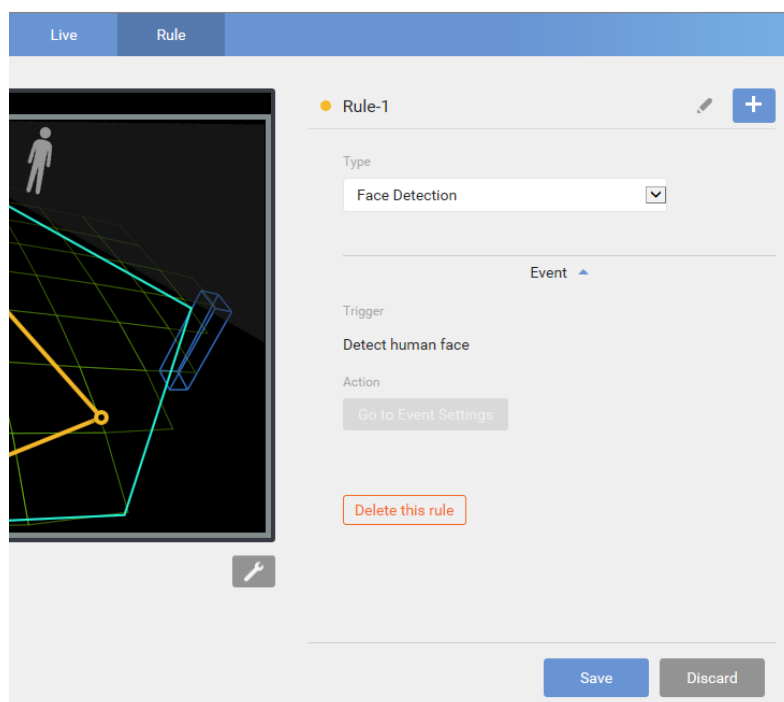 Live Rule
Rule-1
Type
Face Detection
Event
Trigger
Detect human face
Action
Go to Event Settings
Delete this rule
Save Discard